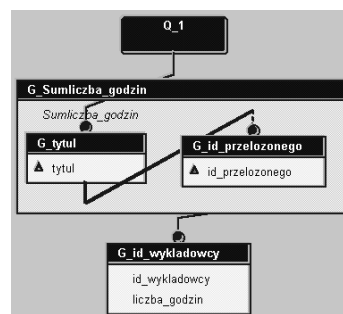 Q_1
G_Sumliczba_godzin
Sumliczba_godzin
G_tytul
tytul
G_id_przelozonego
id_przelozonego
G_id_wykladowcy
id_wykladowcy
liczba_godzin